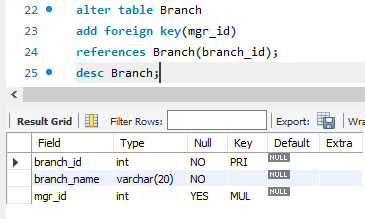 22 alter table Branch
23 add foreign key(mgr_id)
24 references Branch(branch_id);
25 desc Branch;
Result Grid Filter Rows: Export:
Field Type Null Key Default Extra
branch_id int NO PRI NULL
branch_name varchar(20) NO NULL
mgr_id int YES MUL NULL